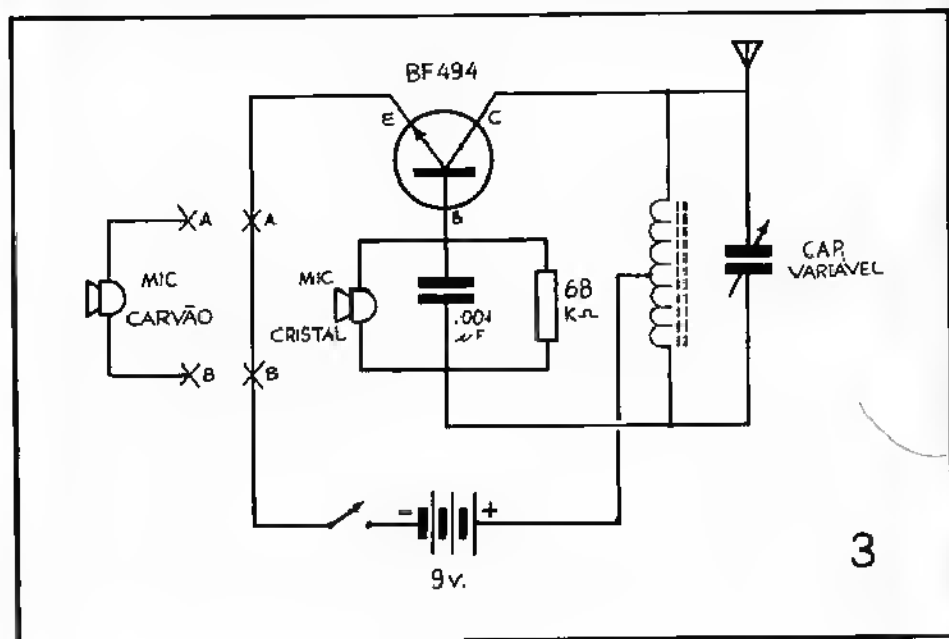 BF494
E
C
B
A
A
MIC
CARVÃO
MIC
CRISTAL
.001
µF
68
KΩ
CAP.
VARIÁVEL
B
B
-
+
9v.
3